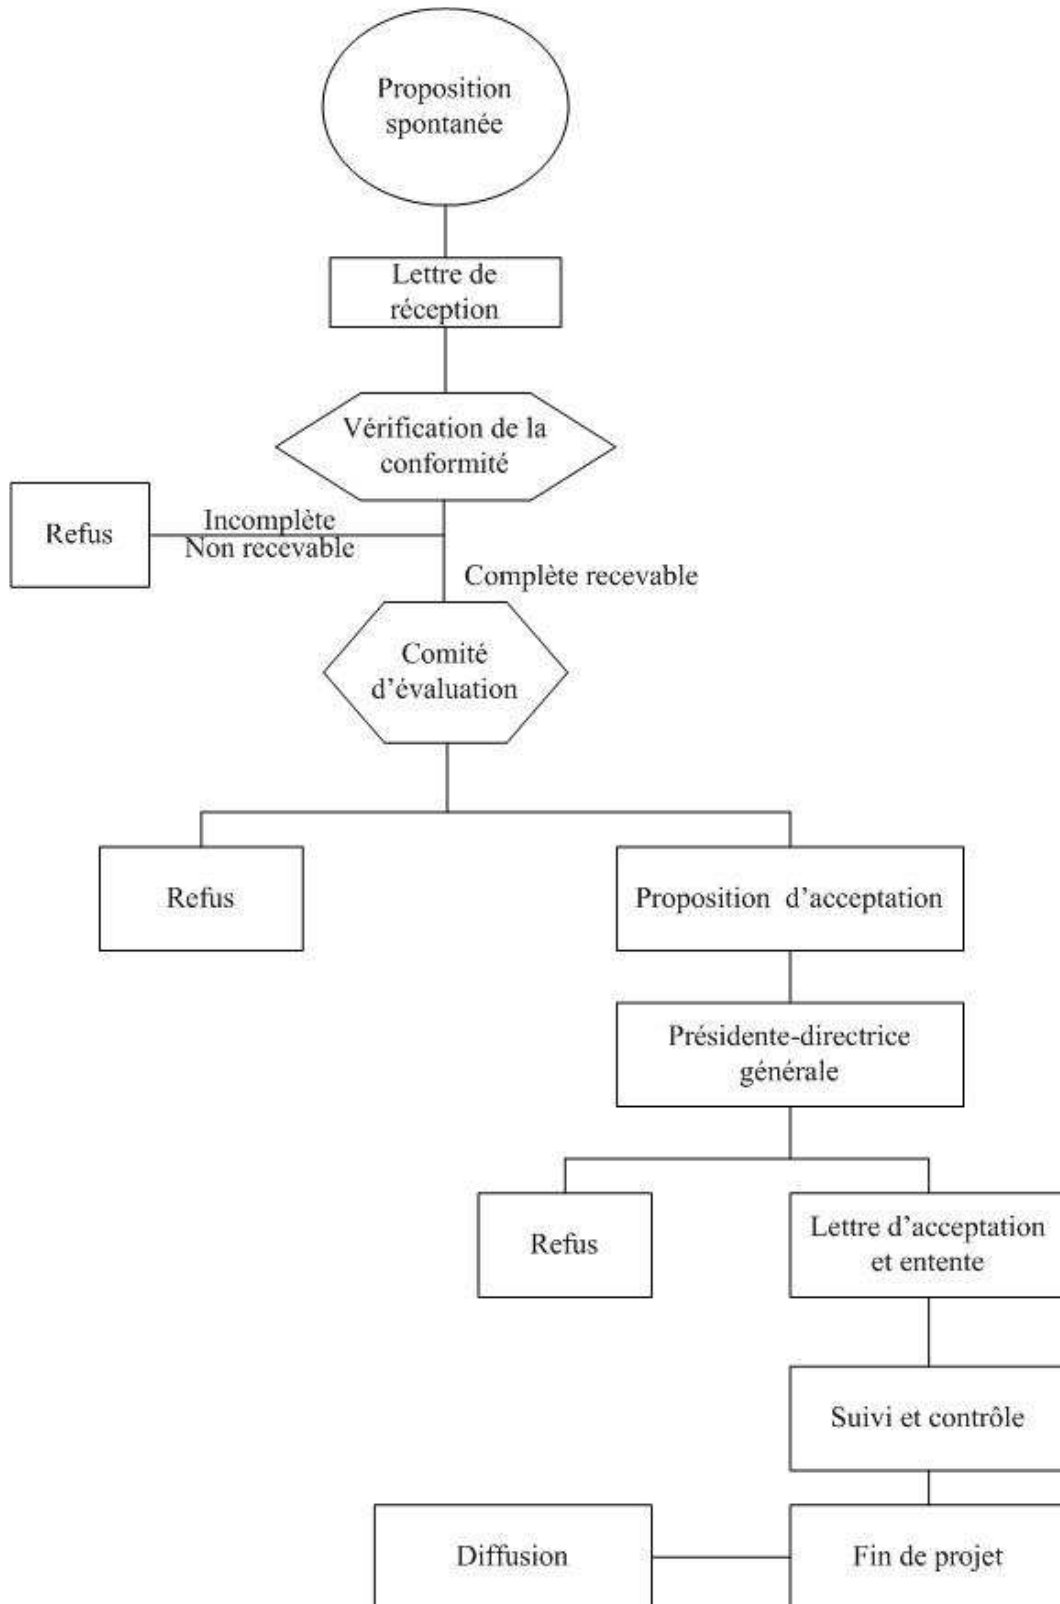 Proposition
spontanée
Lettre de
réception
Vérification de la
conformité
Refus
Incomplète
Non recevable
Complète recevable
Comité
d’évaluation
Refus
Proposition d’acceptation
Présidente-directrice
générale
Refus
Lettre d’acceptation
et entente
Suivi et contrôle
Diffusion
Fin de projet